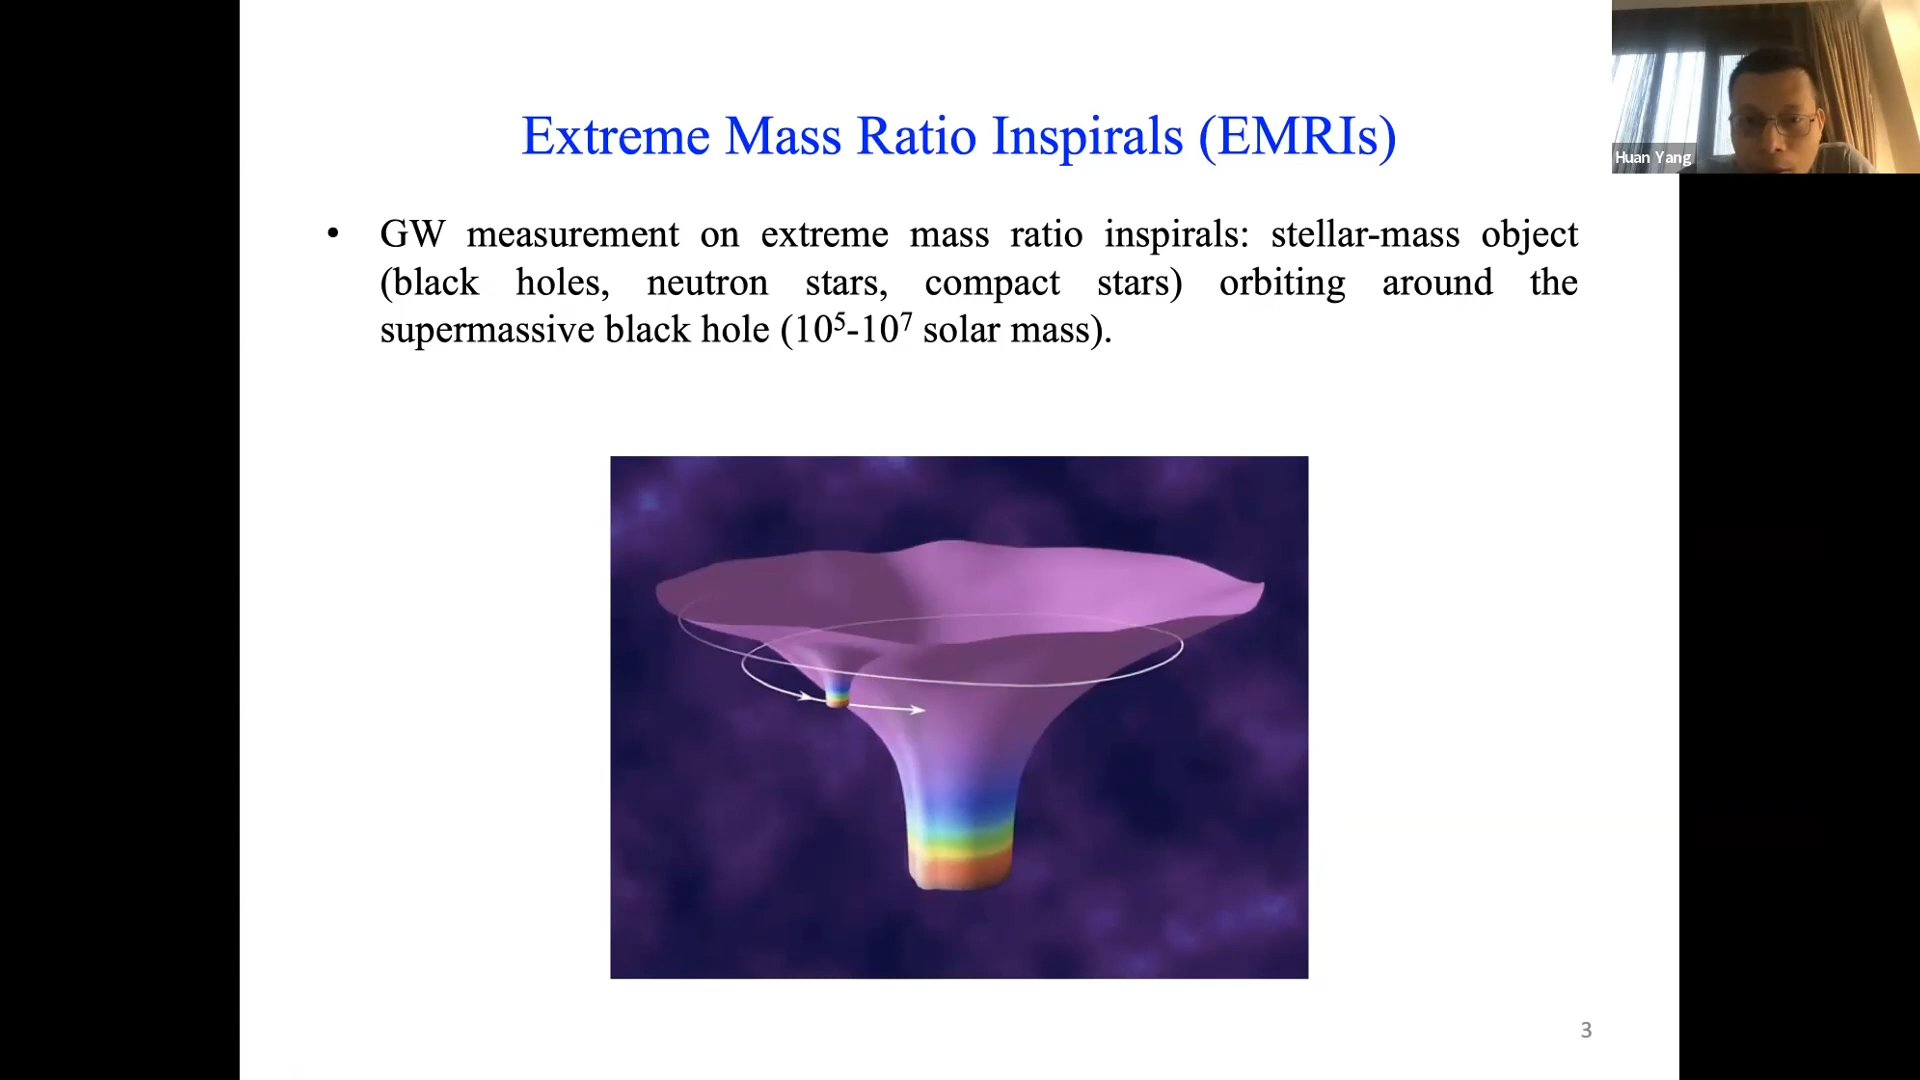 Extreme Mass Ratio Inspirals (EMRIs)
Huan Yang
• GW measurement on extreme mass ratio inspirals: stellar-mass object
(black holes, neutron stars, compact stars) orbiting around the
supermassive black hole (10⁵-10⁷ solar mass).
3